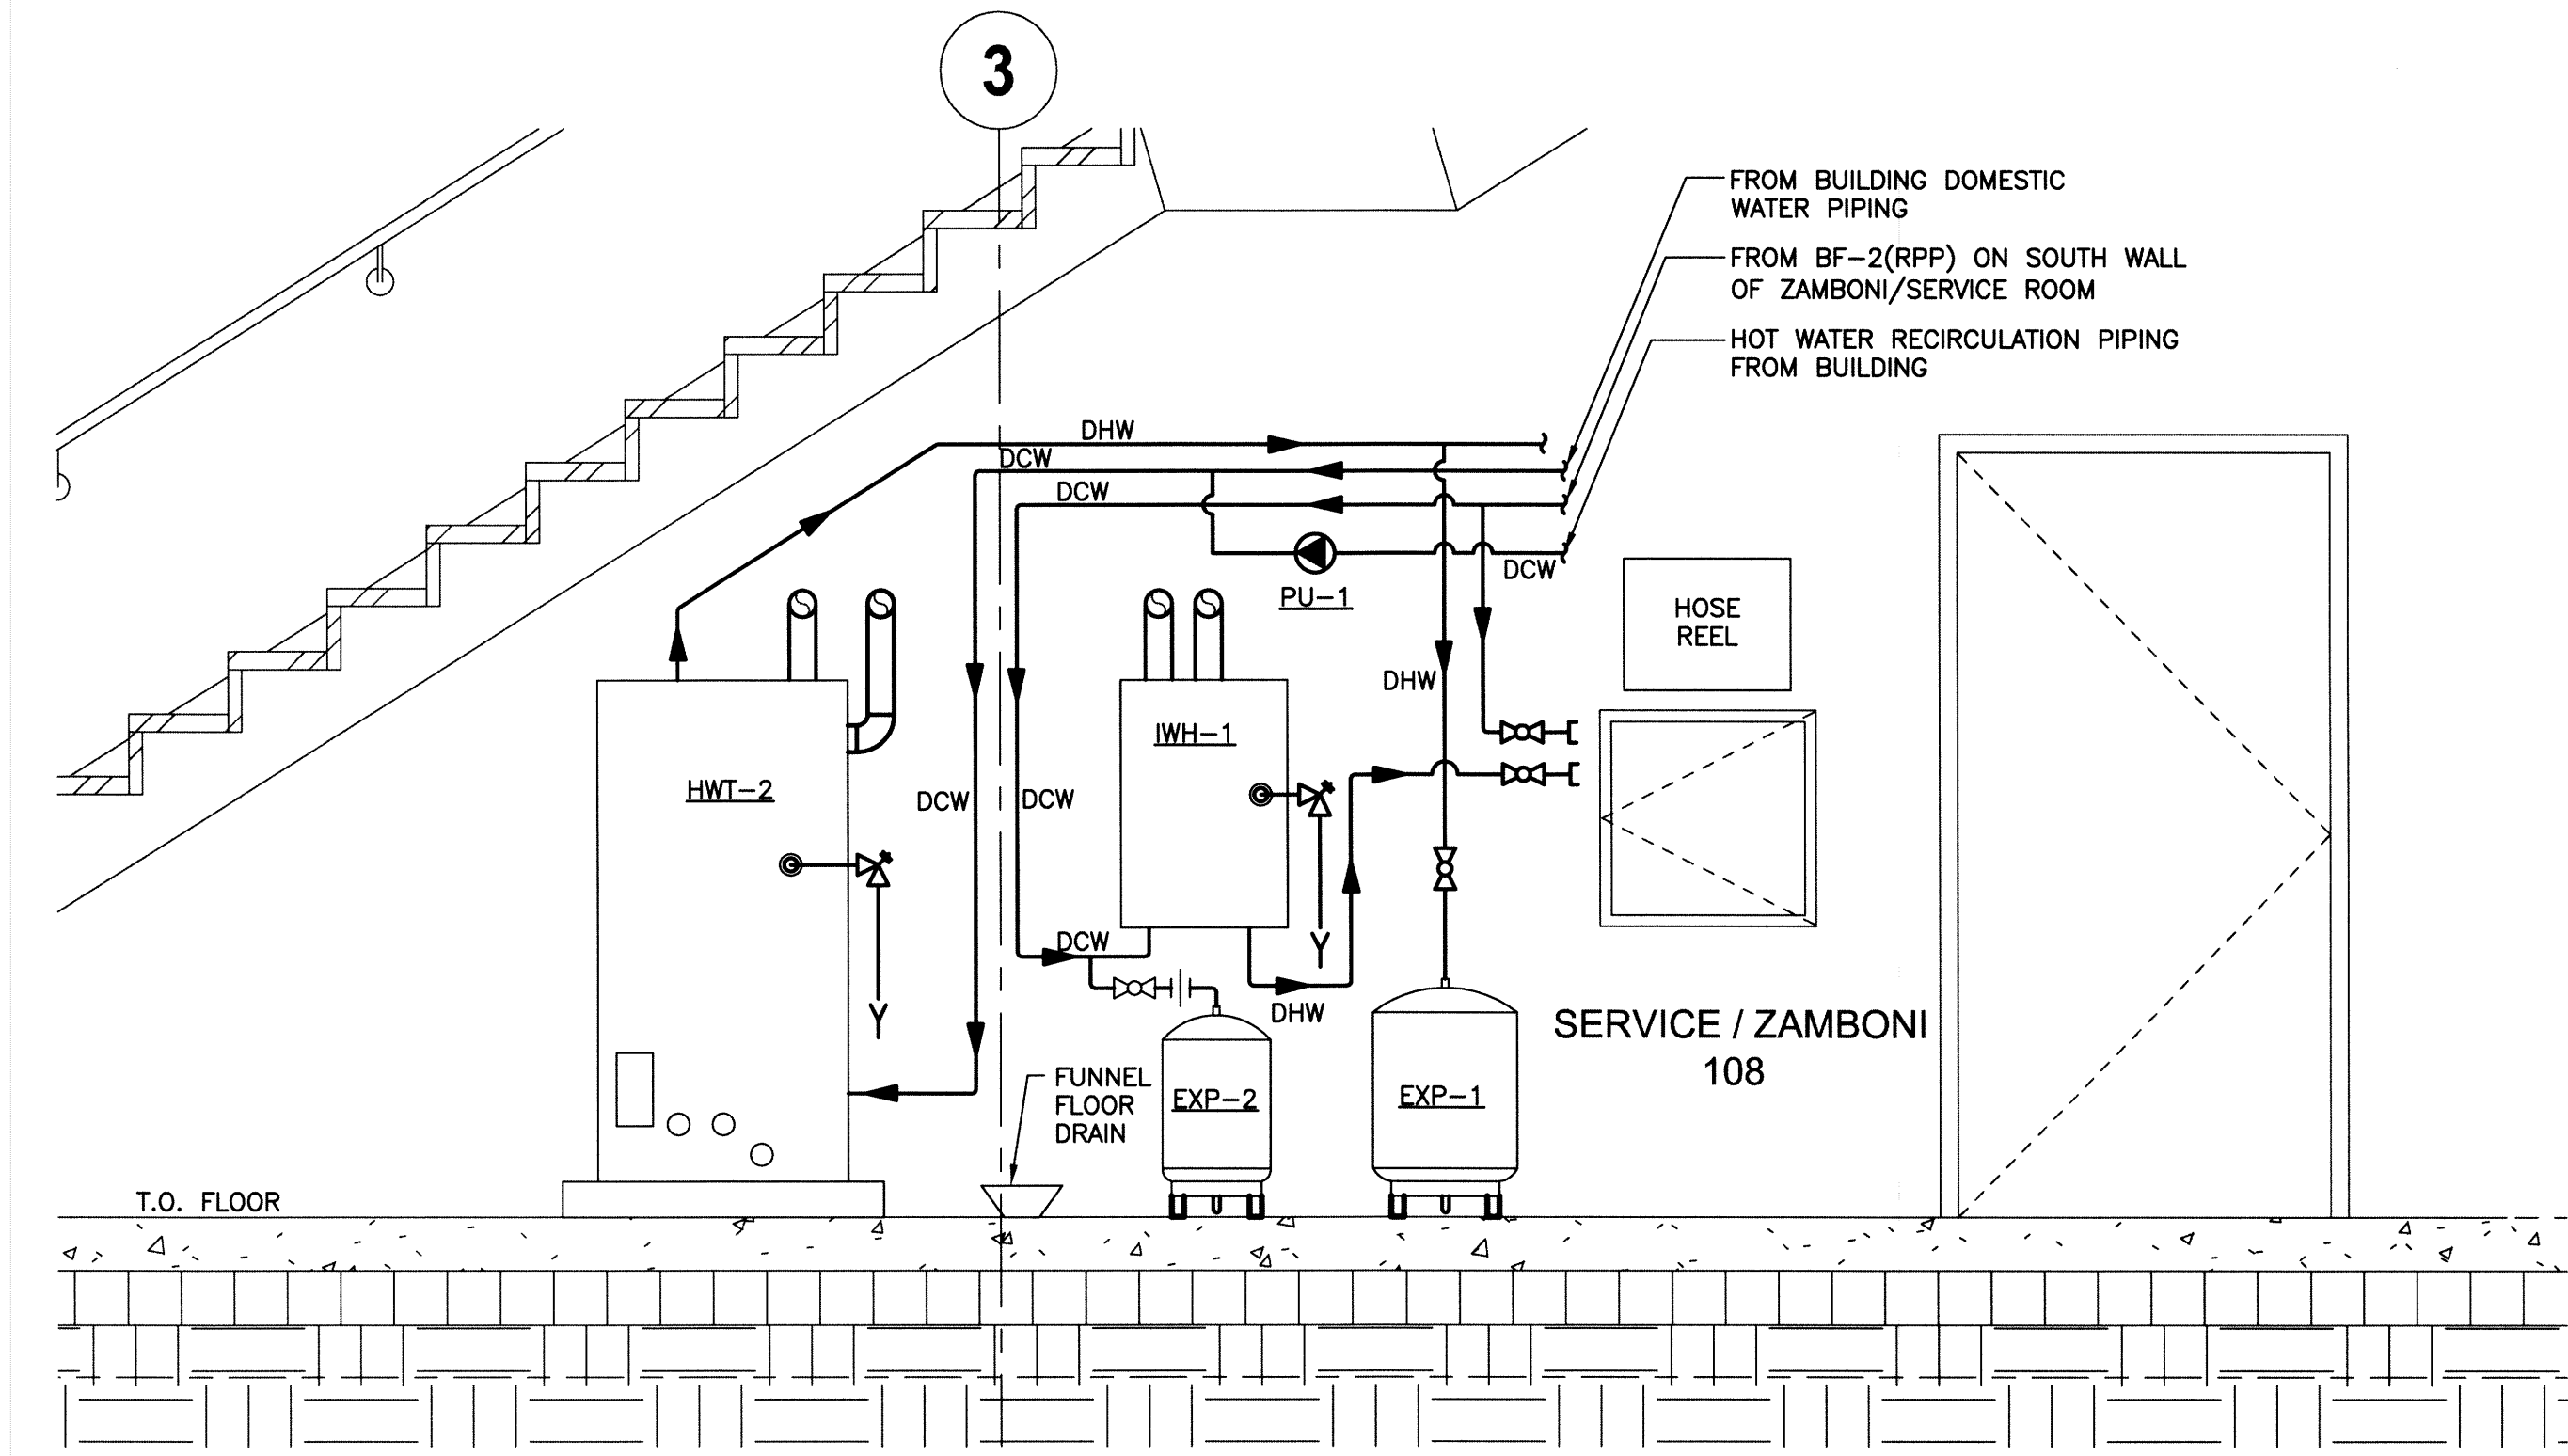 3
FROM BUILDING DOMESTIC
WATER PIPING
FROM BF-2(RPP) ON SOUTH WALL
OF ZAMBONI/SERVICE ROOM
HOT WATER RECIRCULATION PIPING
FROM BUILDING
DHW
DCW
DCW
DCW
PU-1
HOSE
REEL
DHW
IWH-1
HWT-2
DCW
DCW
DCW
DHW
SERVICE / ZAMBONI
108
FUNNEL
FLOOR
DRAIN
EXP-2
EXP-1
T.O. FLOOR